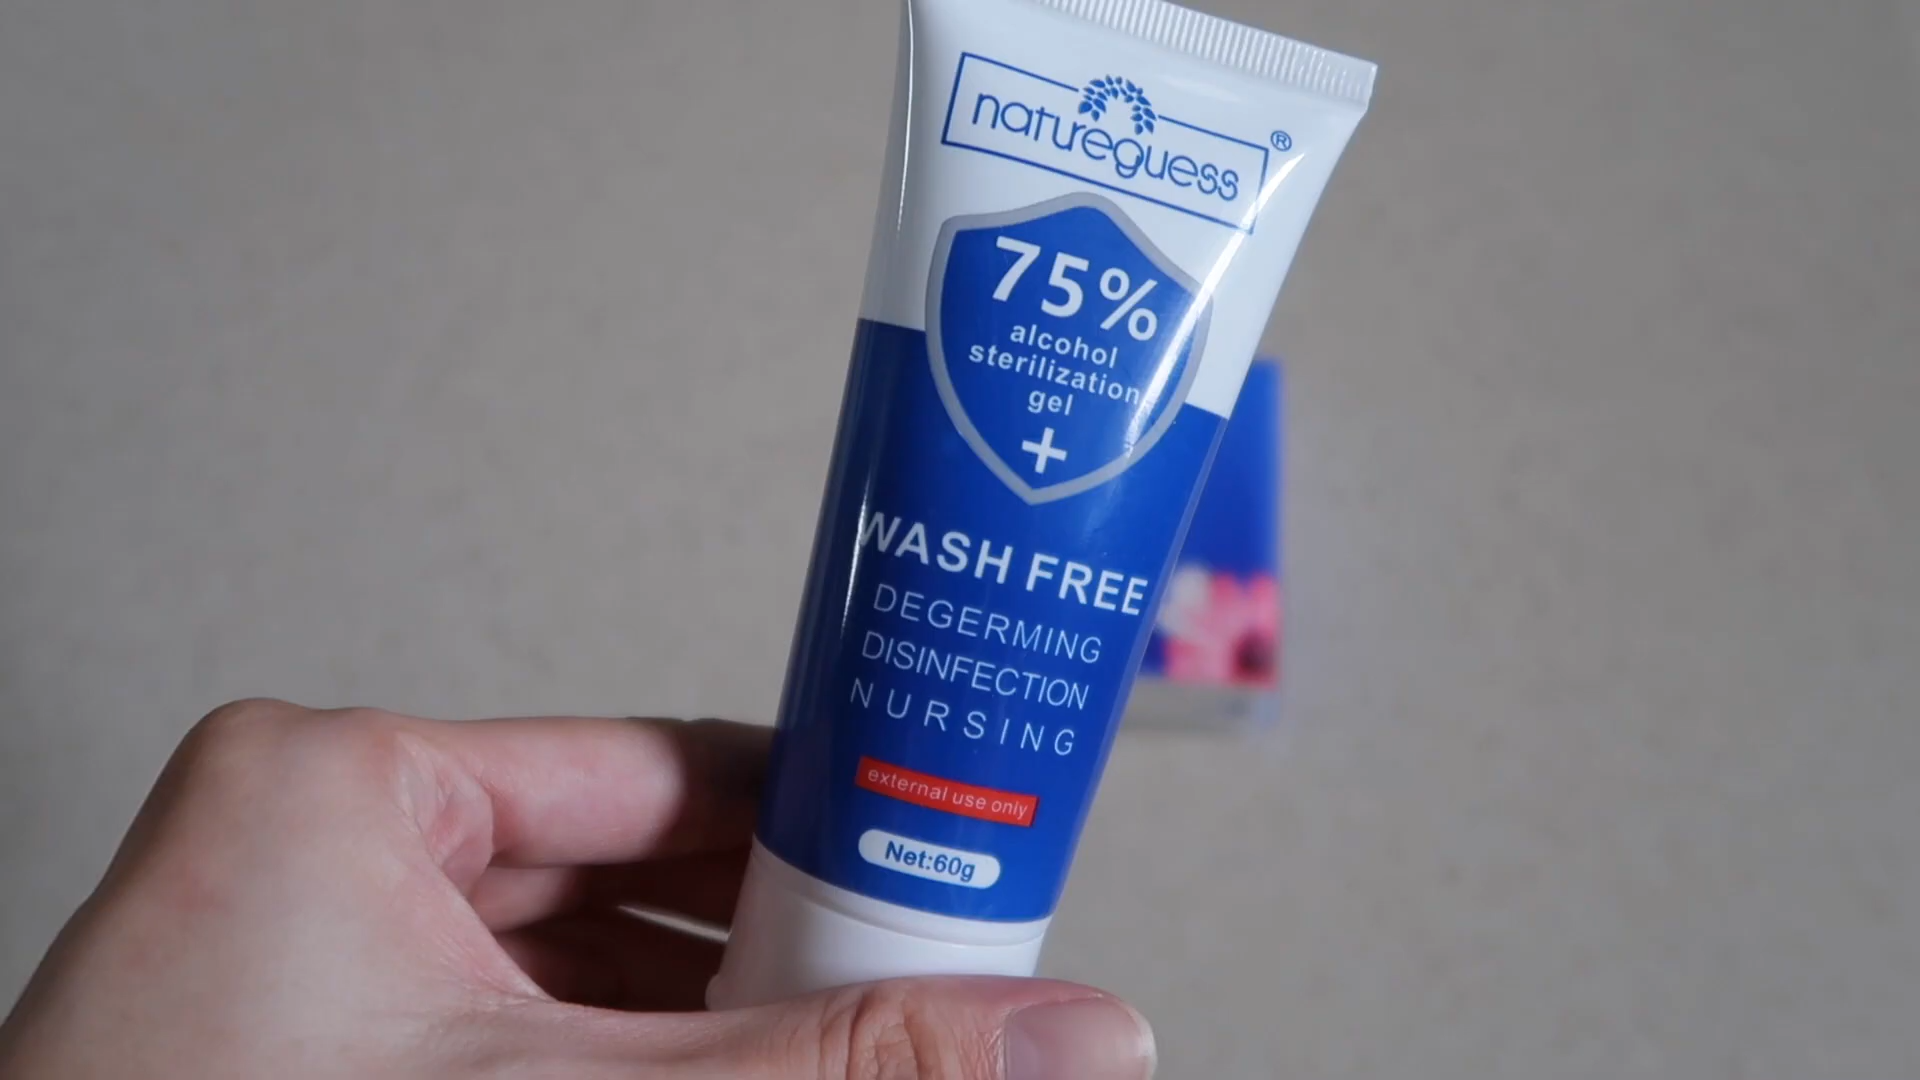 natureguess®
75%
alcohol
sterilization
gel
+
WASH FREE
DEGERMING
DISINFECTION
NURSING
external use only
Net:60g